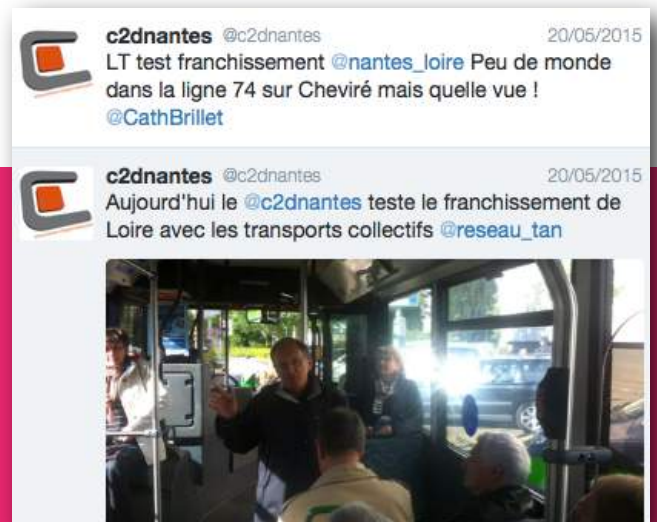 c2dnantes @c2dnantes 20/05/2015
LT test franchissement @nantes_loire Peu de monde
dans la ligne 74 sur Cheviré mais quelle vue !
@CathBrillet
c2dnantes @c2dnantes 20/05/2015
Aujourd'hui le @c2dnantes teste le franchissement de
Loire avec les transports collectifs @reseau_tan